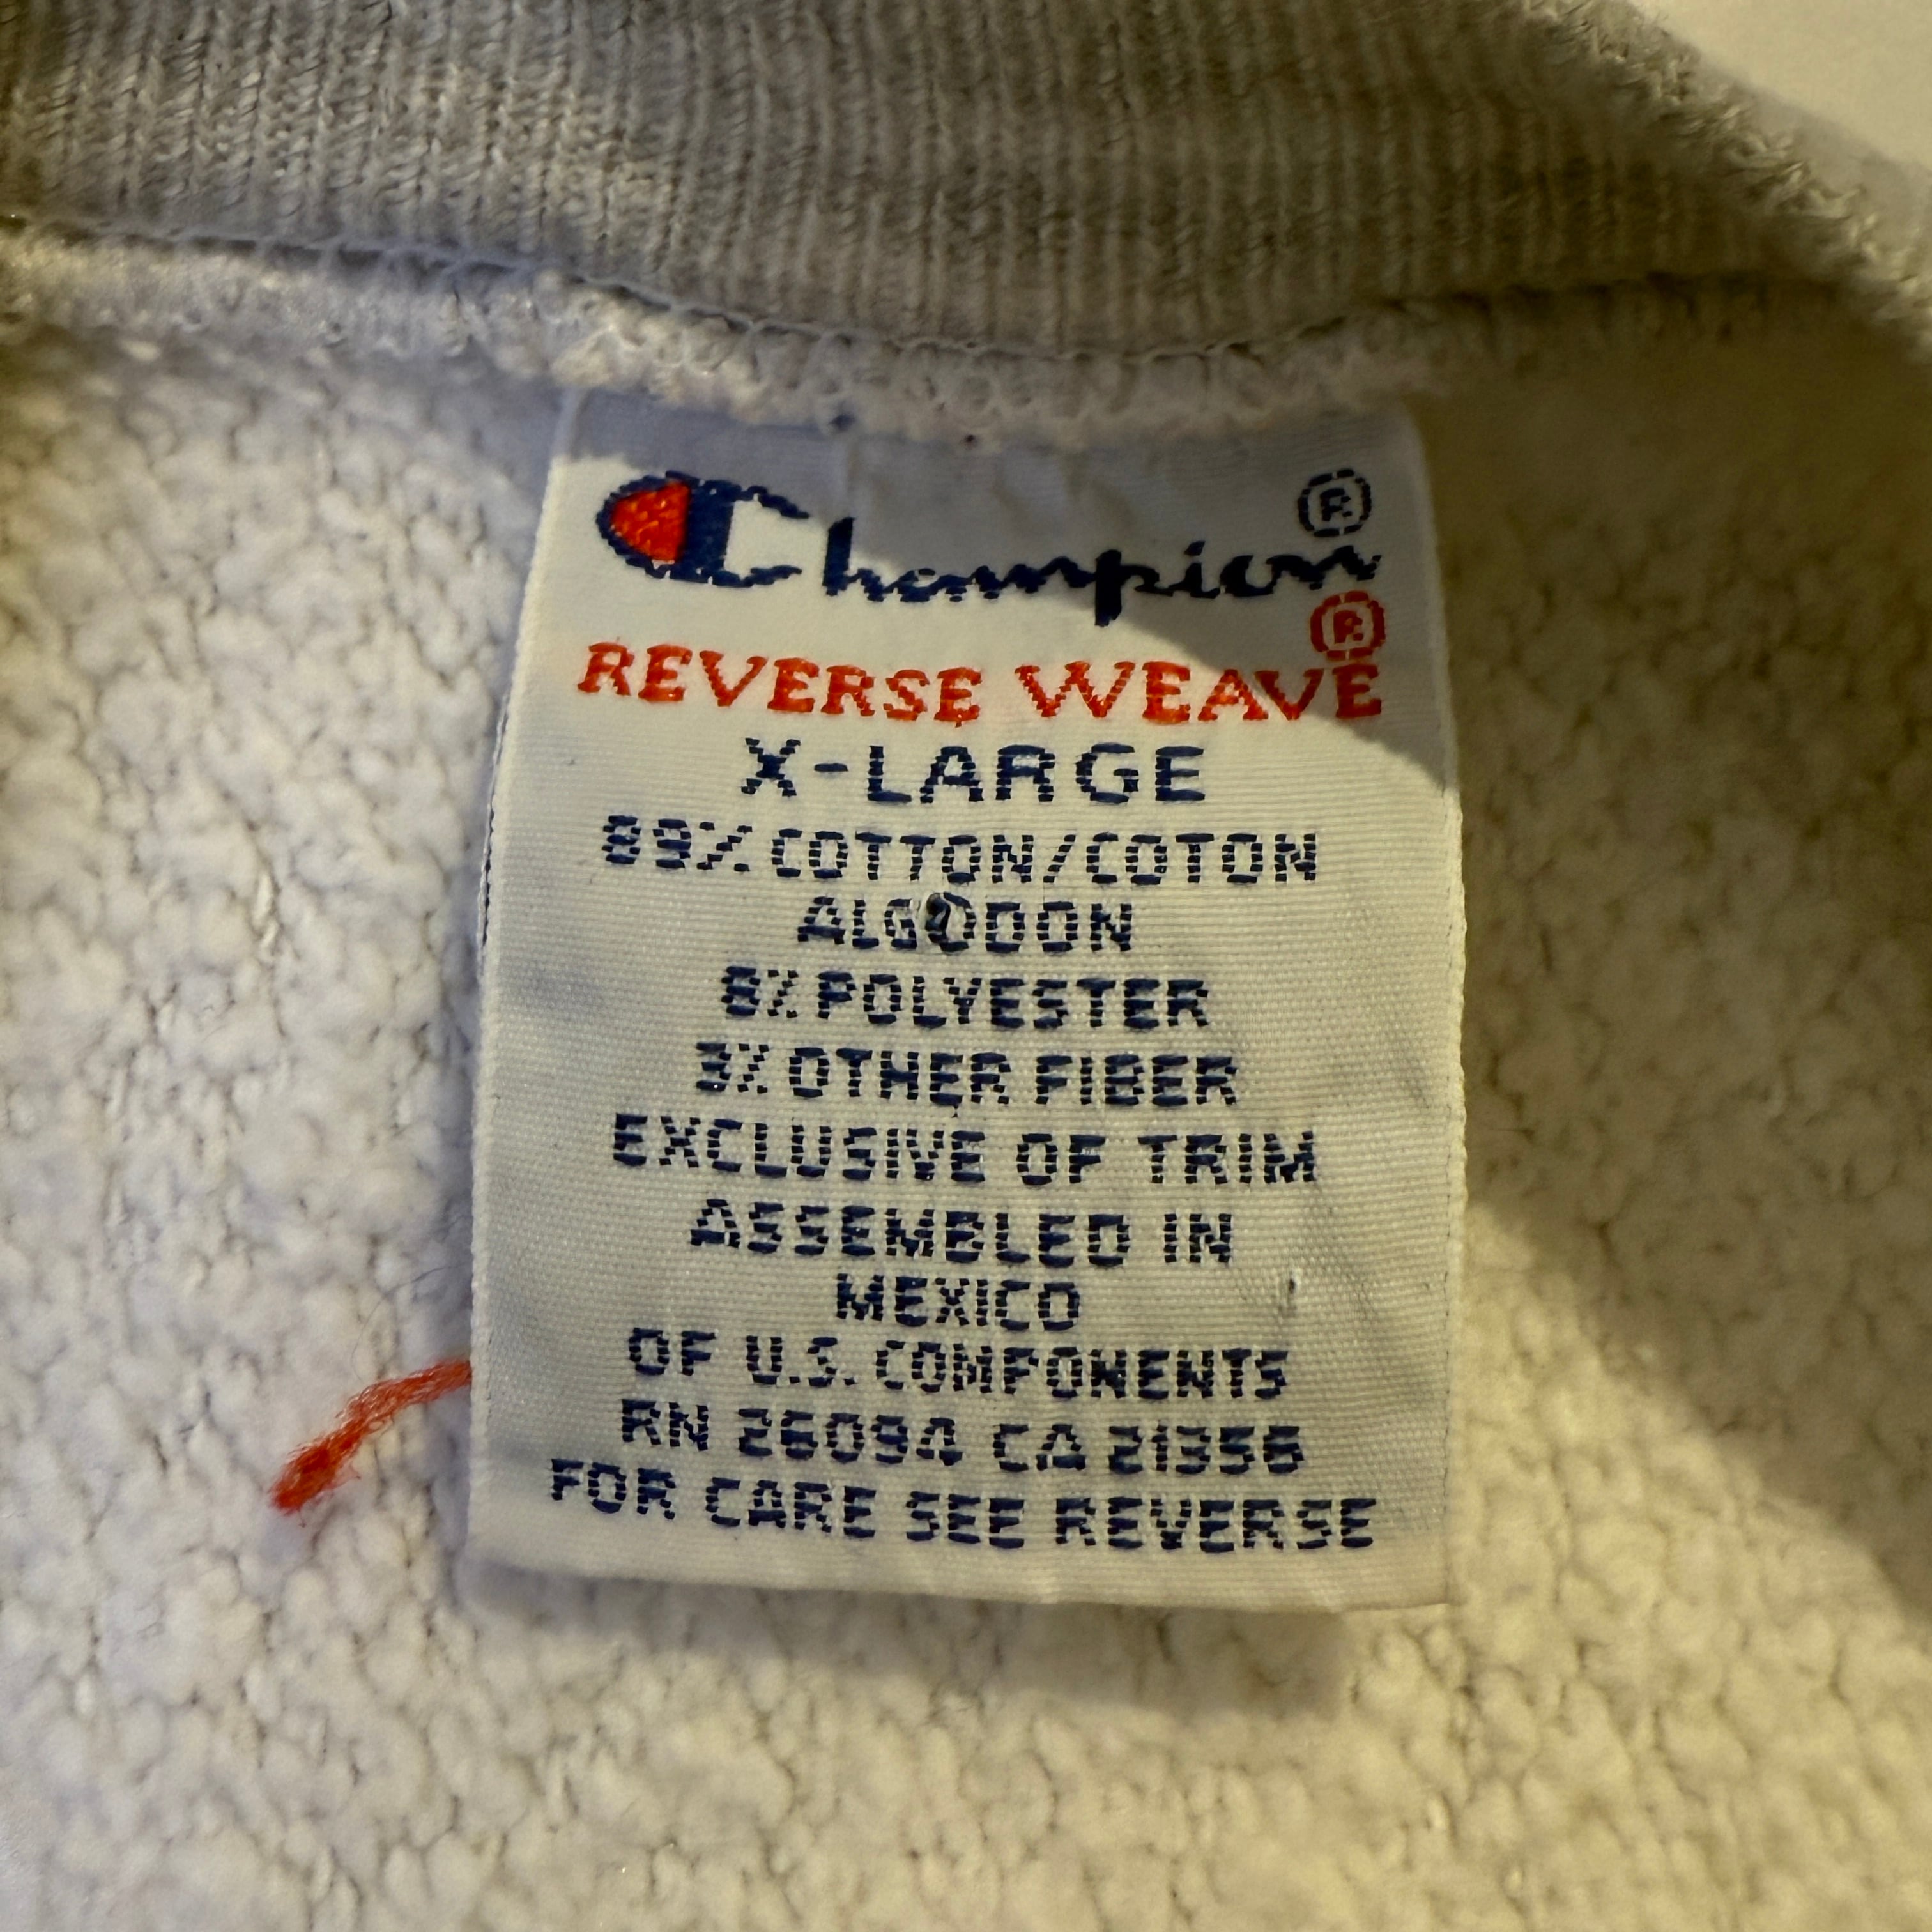 Champion®
REVERSE WEAVE®
X-LARGE
89% COTTON/COTON
ALGODON
8% POLYESTER
3% OTHER FIBER
EXCLUSIVE OF TRIM
ASSEMBLED IN
MEXICO
OF U.S. COMPONENTS
RN 26094 CA 21356
FOR CARE SEE REVERSE